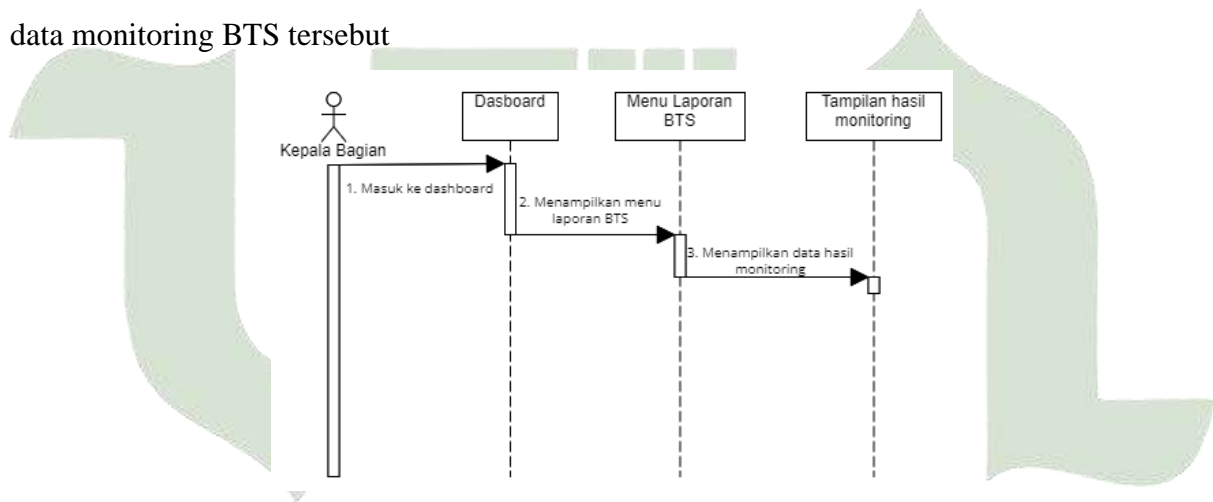 data monitoring BTS tersebut
Kepala Bagian
Dasboard
Menu Laporan
BTS
Tampilan hasil
monitoring
1. Masuk ke dashboard
2. Menampilkan menu
laporan BTS
3. Menampilkan data hasil
monitoring